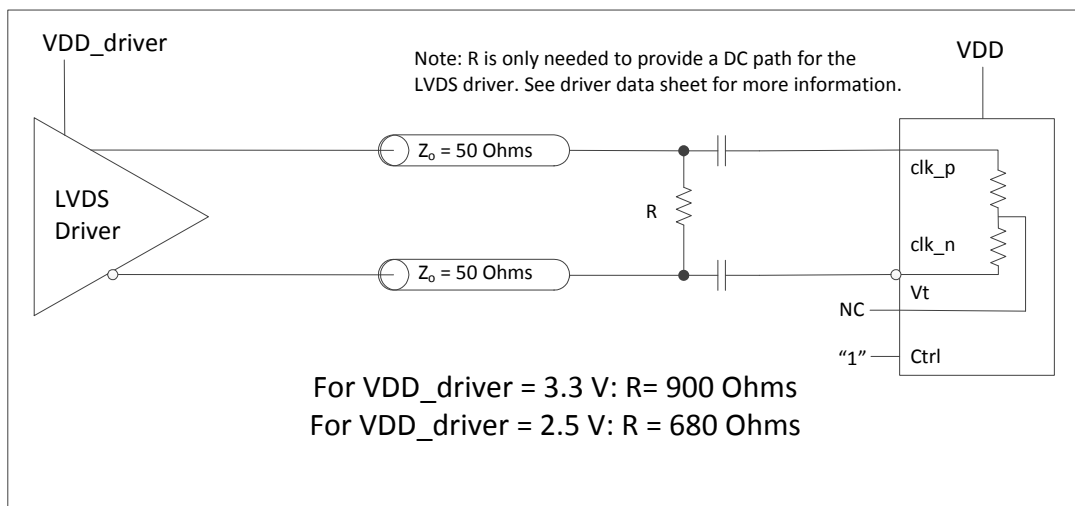 VDD_driver
Note: R is only needed to provide a DC path for the
LVDS driver. See driver data sheet for more information.
VDD
Zo = 50 Ohms
clk_p
LVDS
Driver
R
clk_n
Zo = 50 Ohms
Vt
NC
“1”
Ctrl
For VDD_driver = 3.3 V: R= 900 Ohms
For VDD_driver = 2.5 V: R = 680 Ohms